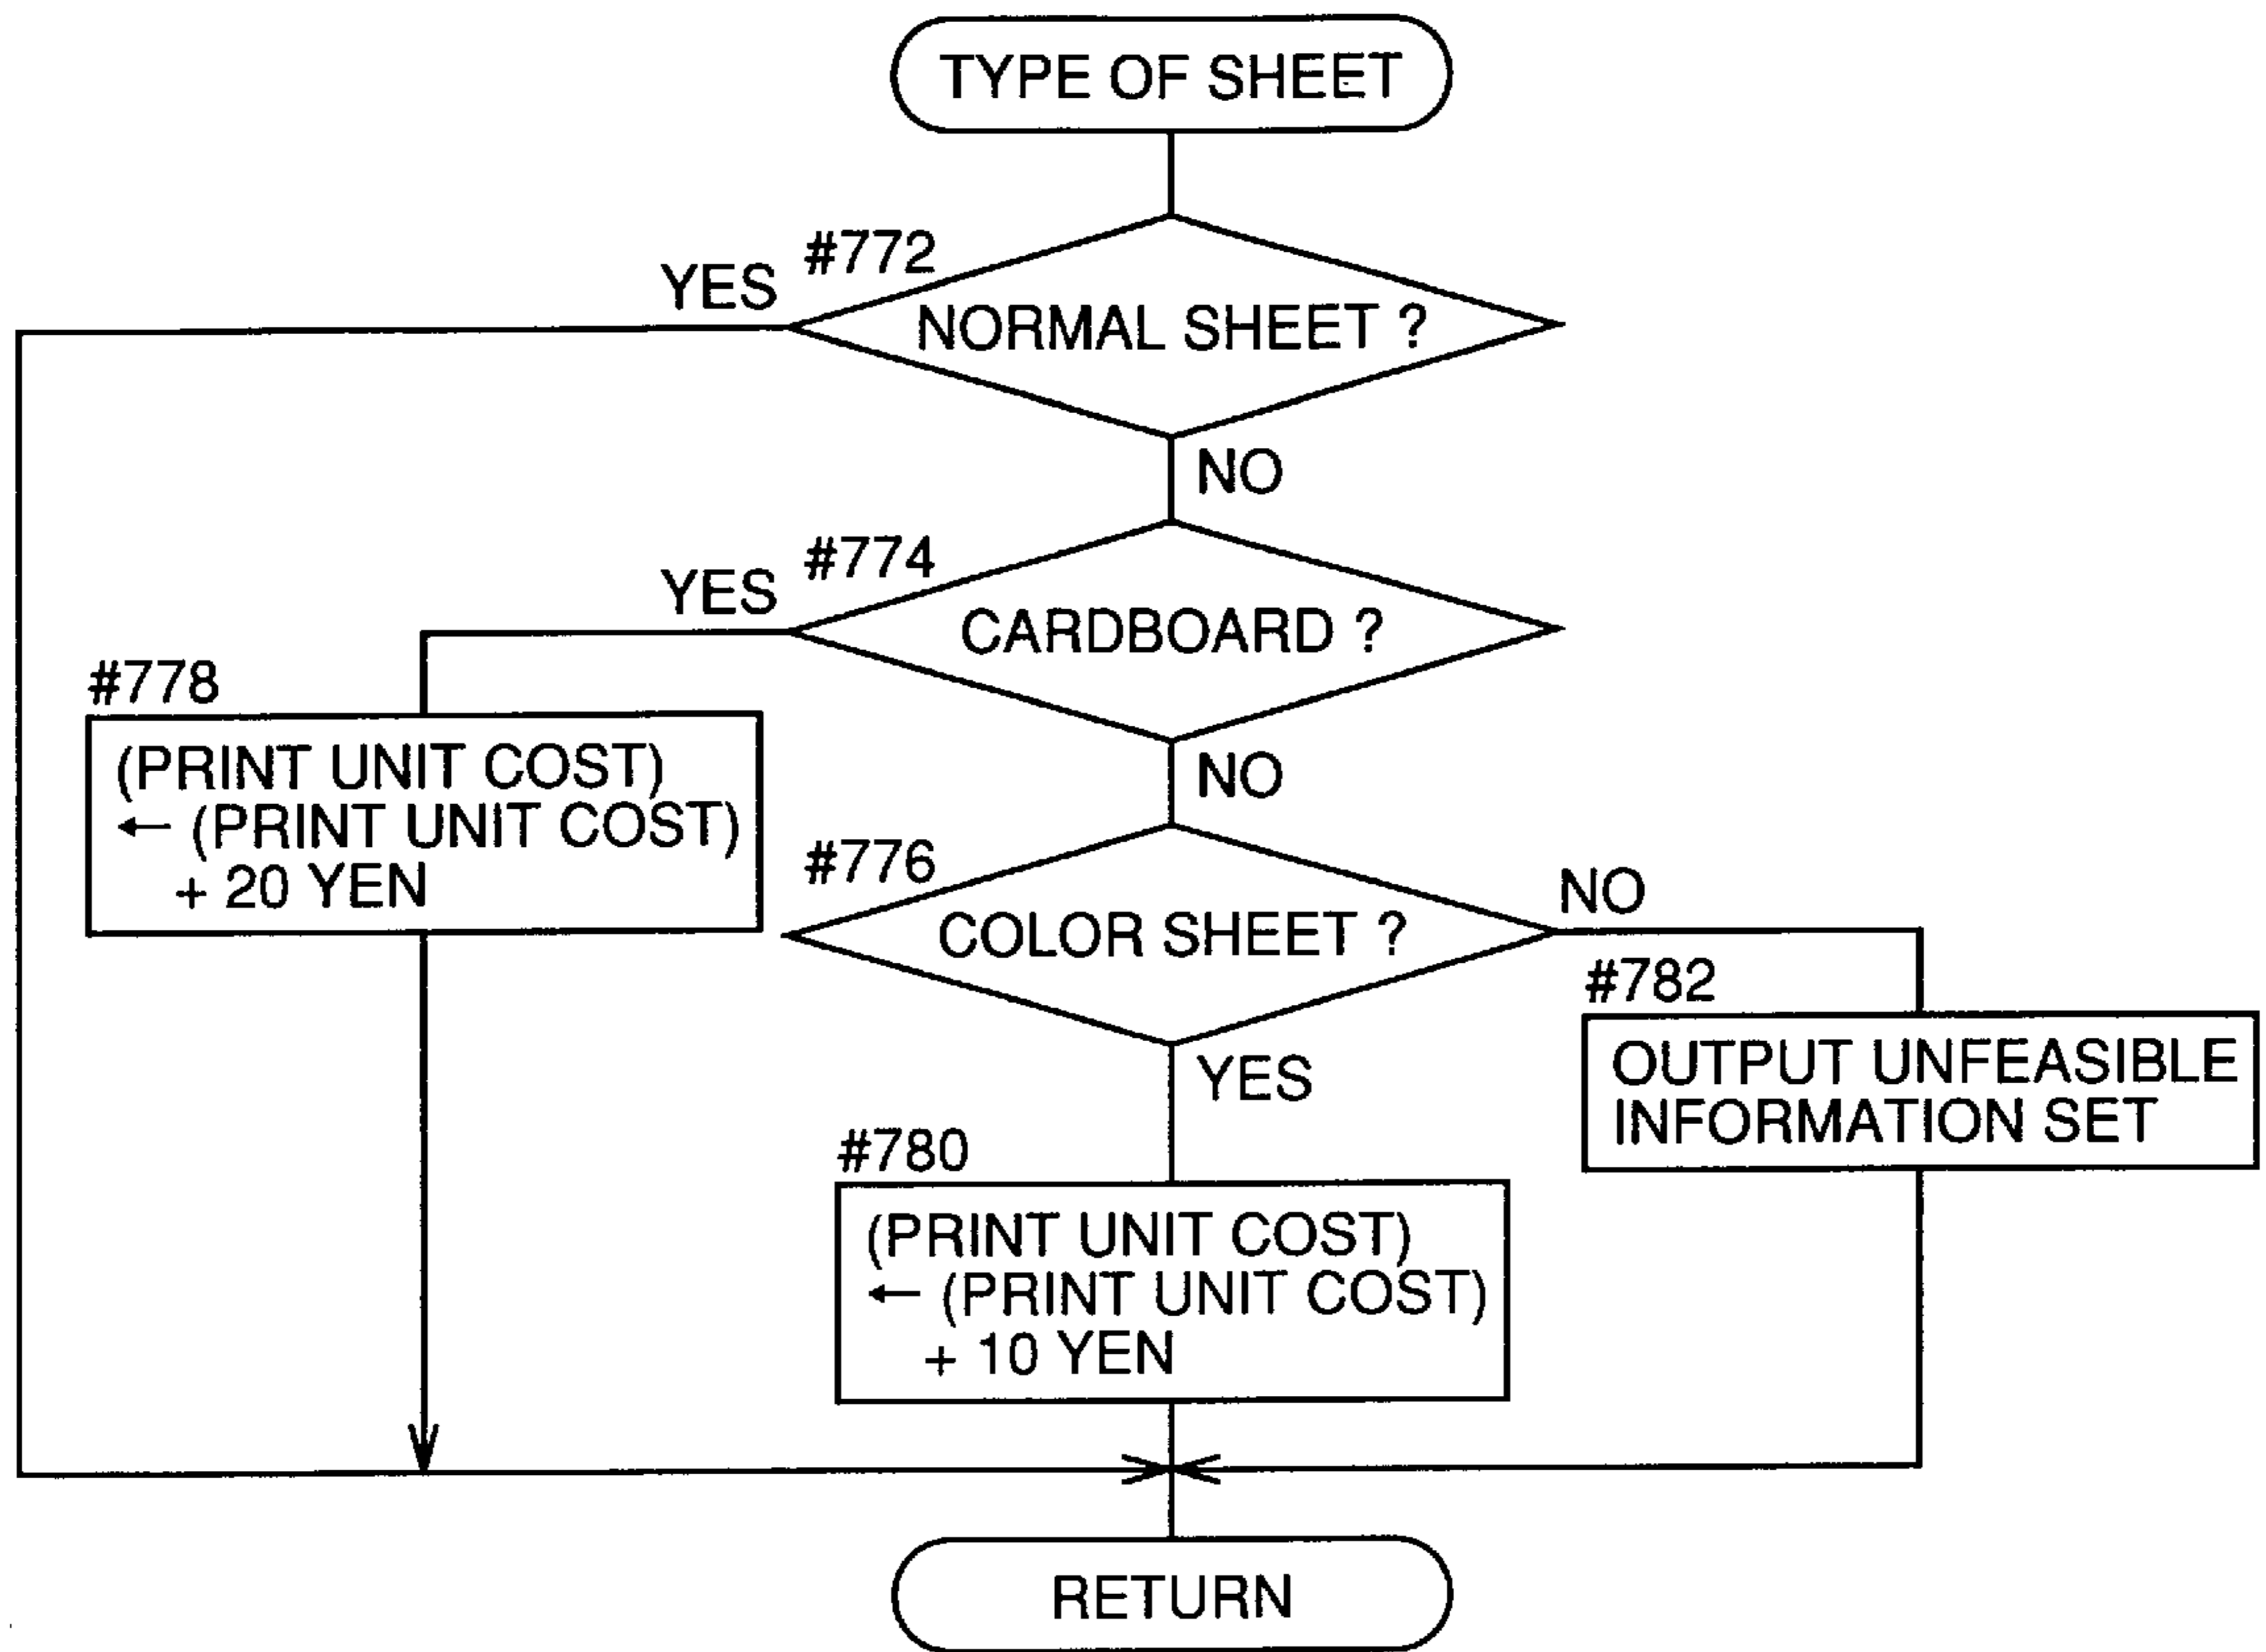 TYPE OF SHEET
#772
YES
NORMAL SHEET ?
NO
#774
YES
CARDBOARD ?
#778
(PRINT UNIT COST)
← (PRINT UNIT COST)
+ 20 YEN
NO
#776
COLOR SHEET ?
NO
#782
OUTPUT UNFEASIBLE
INFORMATION SET
YES
#780
(PRINT UNIT COST)
← (PRINT UNIT COST)
+ 10 YEN
RETURN